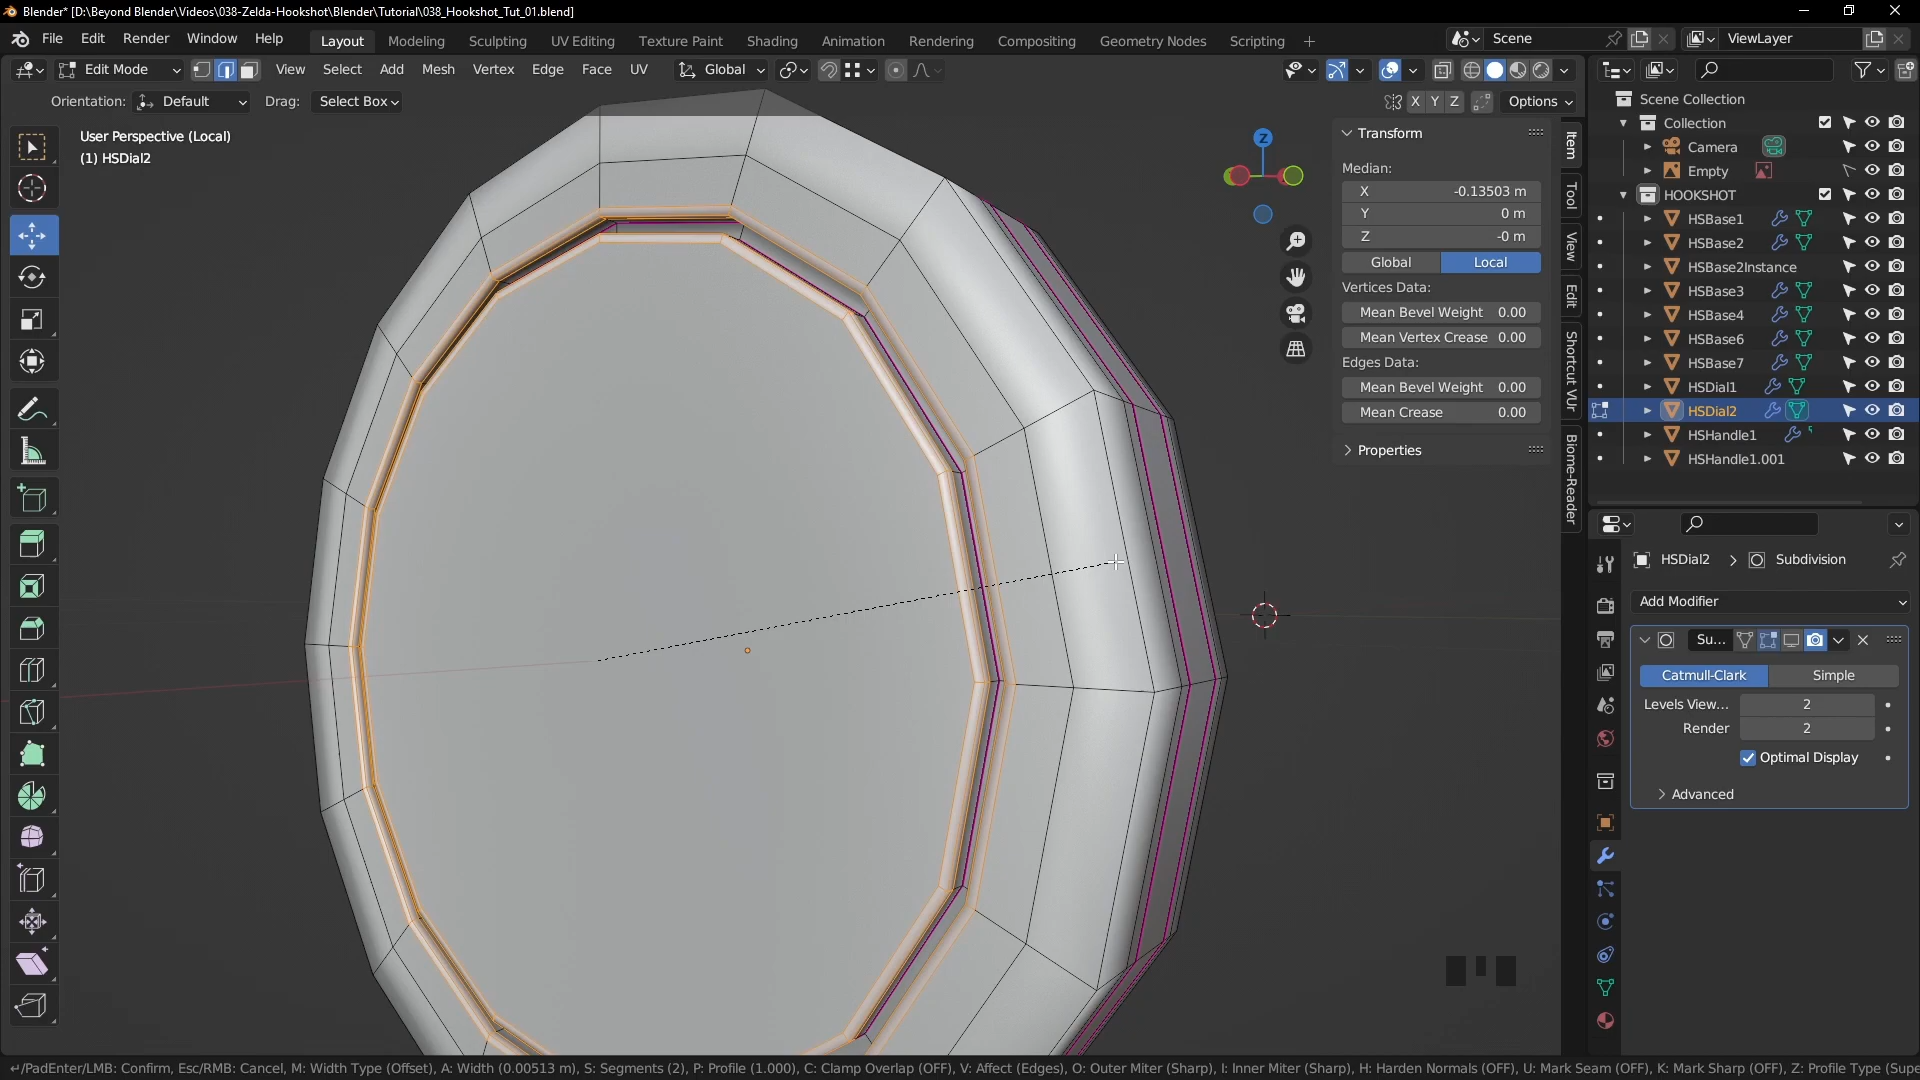 Blender* [D:\Beyond Blender\Videos\038-Zelda-Hookshot\Blender\Tutorial\038_Hookshot_Tut_01.blend]
File Edit Render Window Help
Layout Modeling Sculpting UV Editing Texture Paint Shading Animation Rendering Compositing Geometry Nodes Scripting +
Scene
ViewLayer
Edit Mode
View Select Add Mesh Vertex Edge Face UV
Global
Orientation: Default Drag: Select Box
X Y Z Options
User Perspective (Local)
(1) HSDial2
Z
Transform
Median:
X -0.13503 m
Y 0 m
Z -0 m
Global Local
Vertices Data:
Mean Bevel Weight 0.00
Mean Vertex Crease 0.00
Edges Data:
Mean Bevel Weight 0.00
Mean Crease 0.00
Properties
Item
Tool
View
Edit
Shortcut VUr
Biome-Reader
Scene Collection
Collection
Camera
Empty
HOOKSHOT
HSBase1
HSBase2
HSBase2Instance
HSBase3
HSBase4
HSBase6
HSBase7
HSDial1
HSDial2
HSHandle1
HSHandle1.001
HSDial2 > Subdivision
Add Modifier
Su...
Catmull-Clark Simple
Levels View... 2
Render 2
Optimal Display
Advanced
↵/PadEnter/LMB: Confirm, Esc/RMB: Cancel, M: Width Type (Offset), A: Width (0.00513 m), S: Segments (2), P: Profile (1.000), C: Clamp Overlap (OFF), V: Affect (Edges), O: Outer Miter (Sharp), I: Inner Miter (Sharp), H: Harden Normals (OFF), U: Mark Seam (OFF), K: Mark Sharp (OFF), Z: Profile Type (Supe